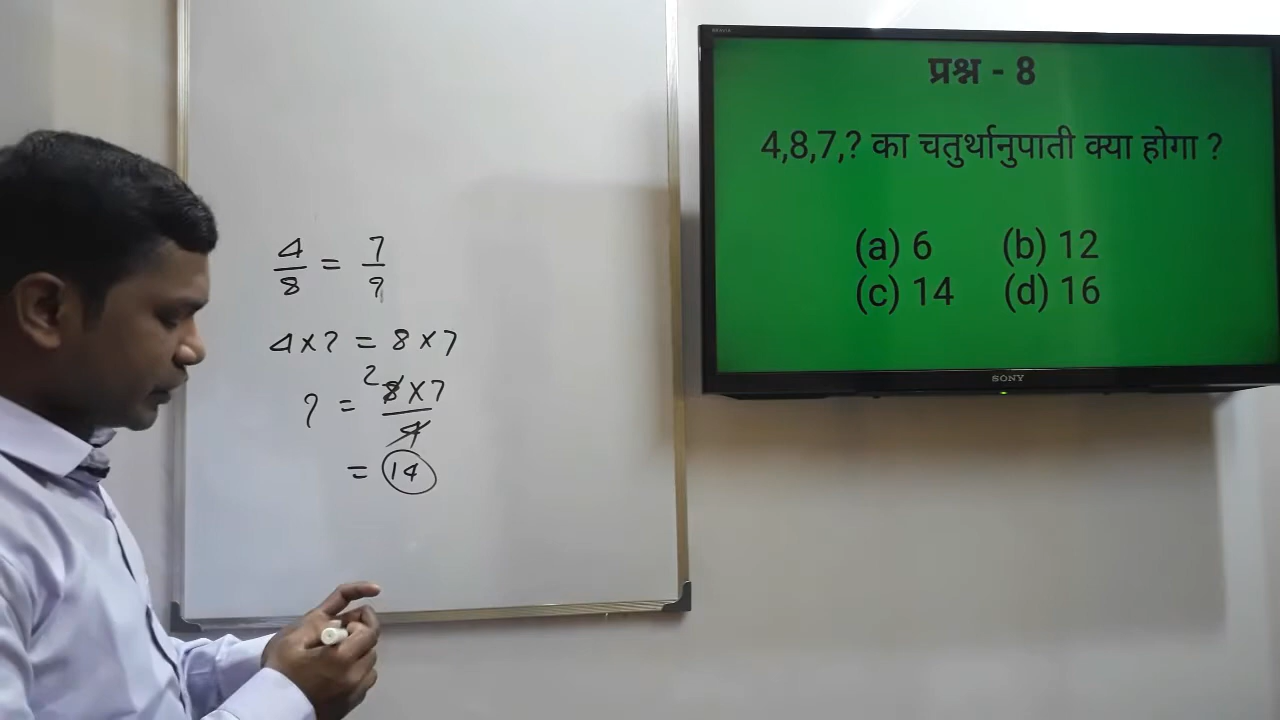 4/8 = 7/?
4 x ? = 8 x 7
? = 2 8 x 7 / 4
= 14
प्रश्न - 8
4,8,7,? का चतुर्थानुपाती क्या होगा ?
(a) 6 (b) 12
(c) 14 (d) 16
SONY